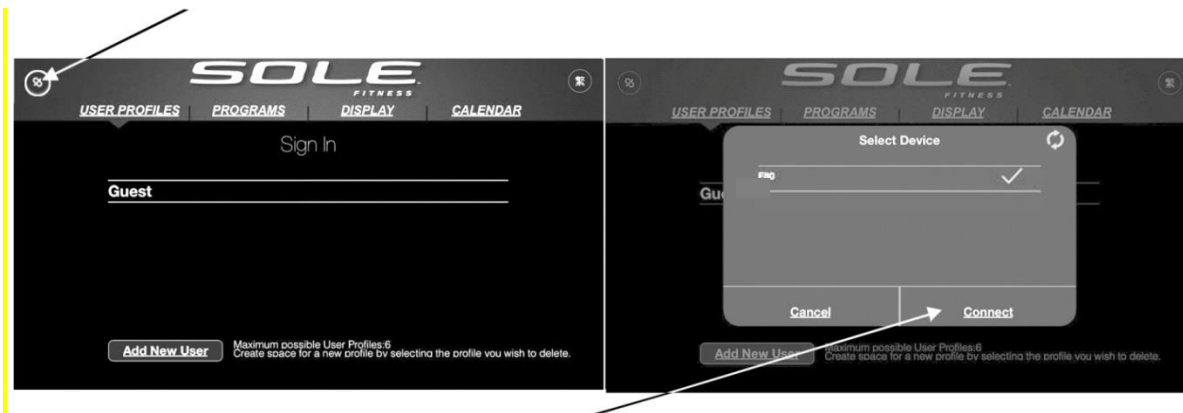 SOLE
FITNESS
USER PROFILES PROGRAMS DISPLAY CALENDAR
Sign In
Guest
Add New User
Maximum possible User Profiles:6
Create space for a new profile by selecting the profile you wish to delete.
SOLE
FITNESS
USER PROFILES PROGRAMS DISPLAY CALENDAR
Select Device
Gue
Cancel Connect
Add New User
Maximum possible User Profiles:6
Create space for a new profile by selecting the profile you wish to delete.